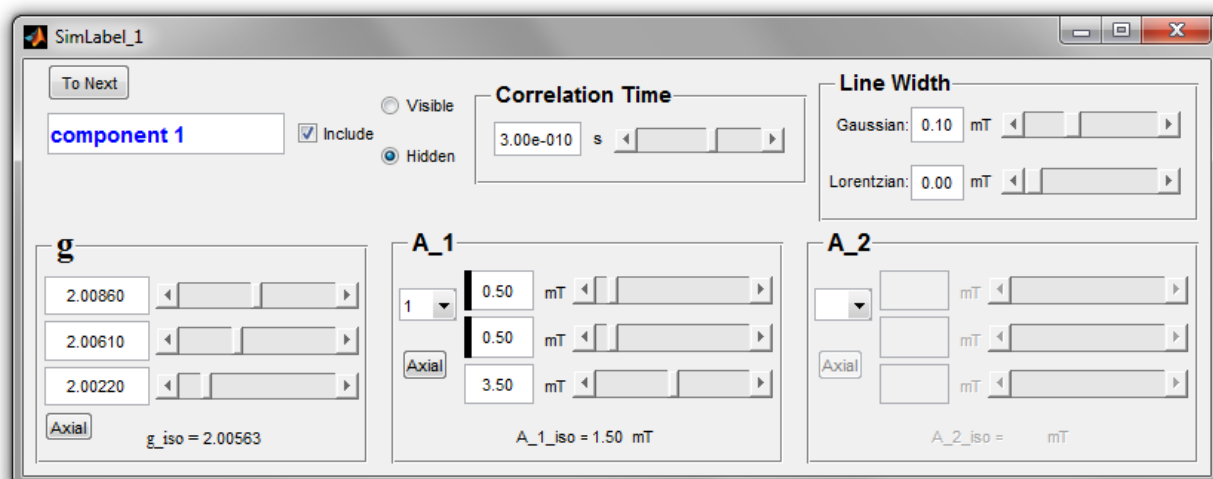 SimLabel_1
To Next
component 1
Include
Visible
Hidden
Correlation Time
3.00e-010 s
Line Width
Gaussian: 0.10 mT
Lorentzian: 0.00 mT
g
2.00860
2.00610
2.00220
Axial
g_iso = 2.00563
A_1
1
0.50 mT
0.50 mT
Axial
3.50 mT
A_1_iso = 1.50 mT
A_2
mT
mT
Axial
mT
A_2_iso = mT